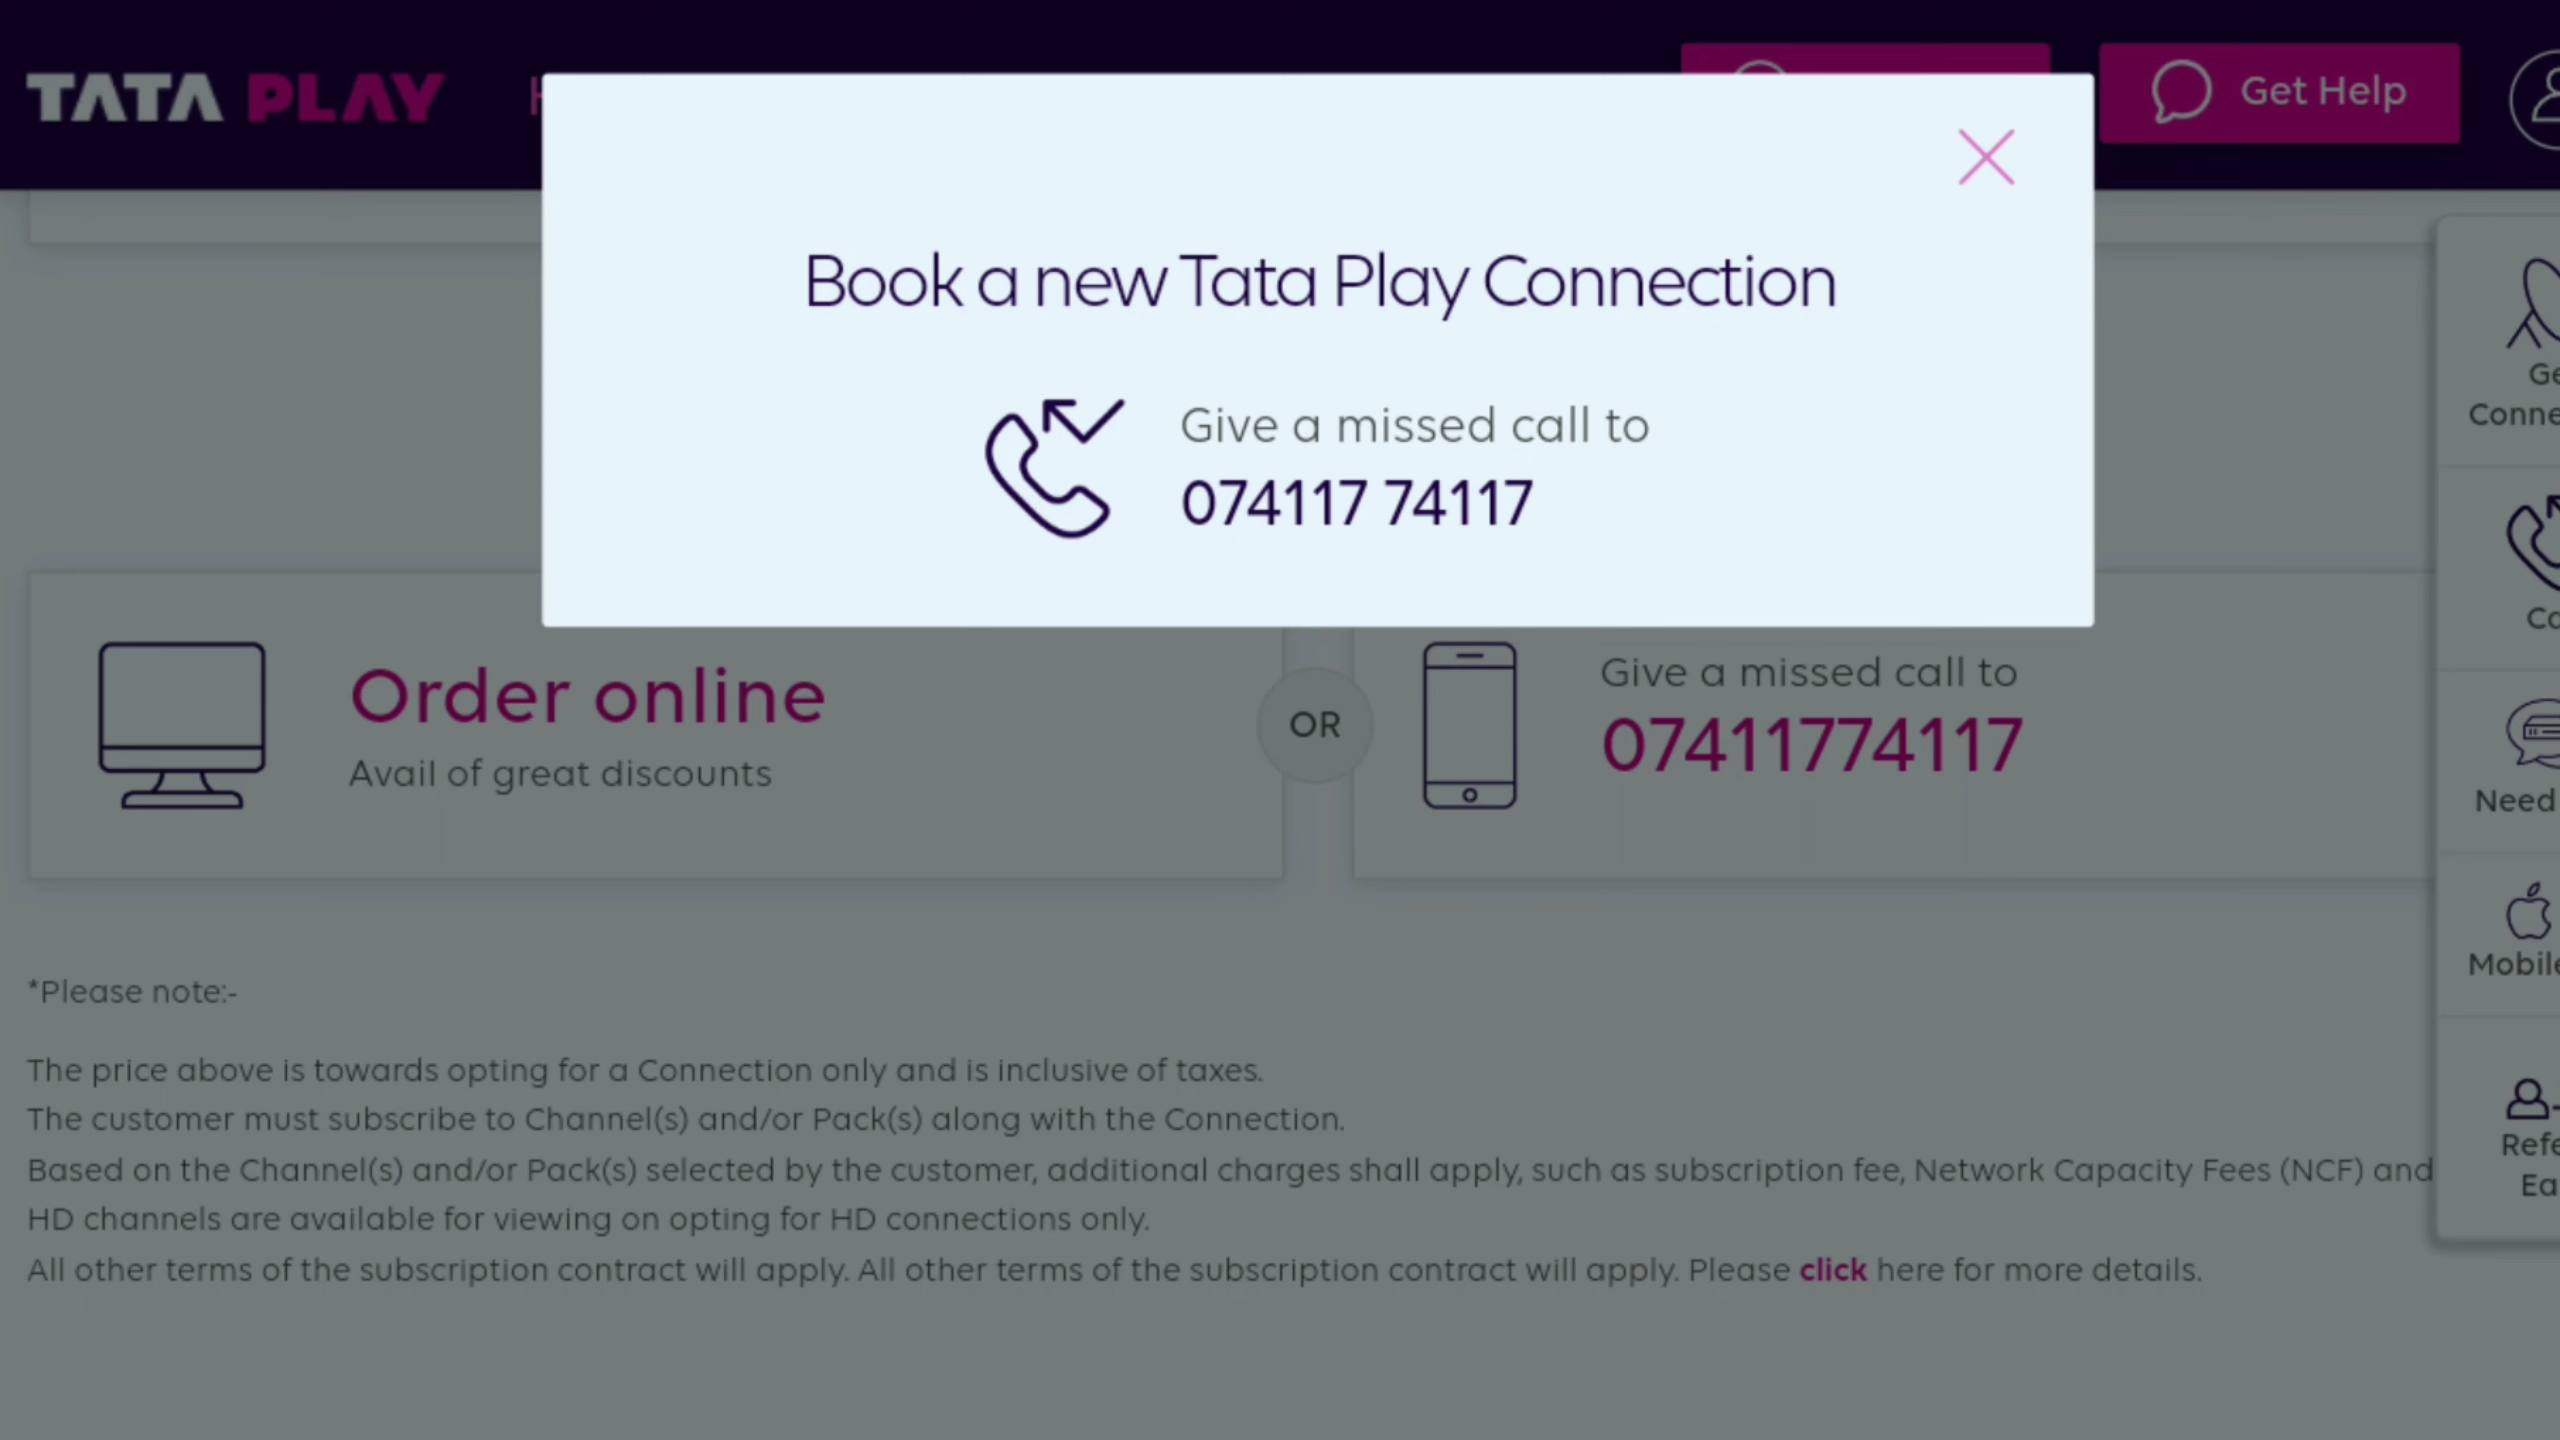 TATA PLAY
Get Help
Book a new Tata Play Connection
Give a missed call to
074117 74117
Order online
Avail of great discounts
OR
Give a missed call to
07411774117
Need
*Please note:-
The price above is towards opting for a Connection only and is inclusive of taxes.
The customer must subscribe to Channel(s) and/or Pack(s) along with the Connection.
Based on the Channel(s) and/or Pack(s) selected by the customer, additional charges shall apply, such as subscription fee, Network Capacity Fees (NCF) and
HD channels are available for viewing on opting for HD connections only.
All other terms of the subscription contract will apply. All other terms of the subscription contract will apply. Please click here for more details.